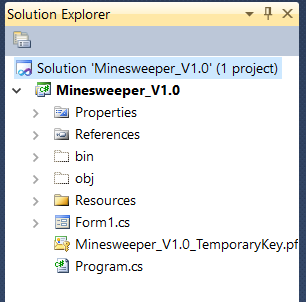 Solution Explorer
Solution 'Minesweeper_V1.0' (1 project)
Minesweeper_V1.0
Properties
References
bin
obj
Resources
Form1.cs
Minesweeper_V1.0_TemporaryKey.pf
Program.cs